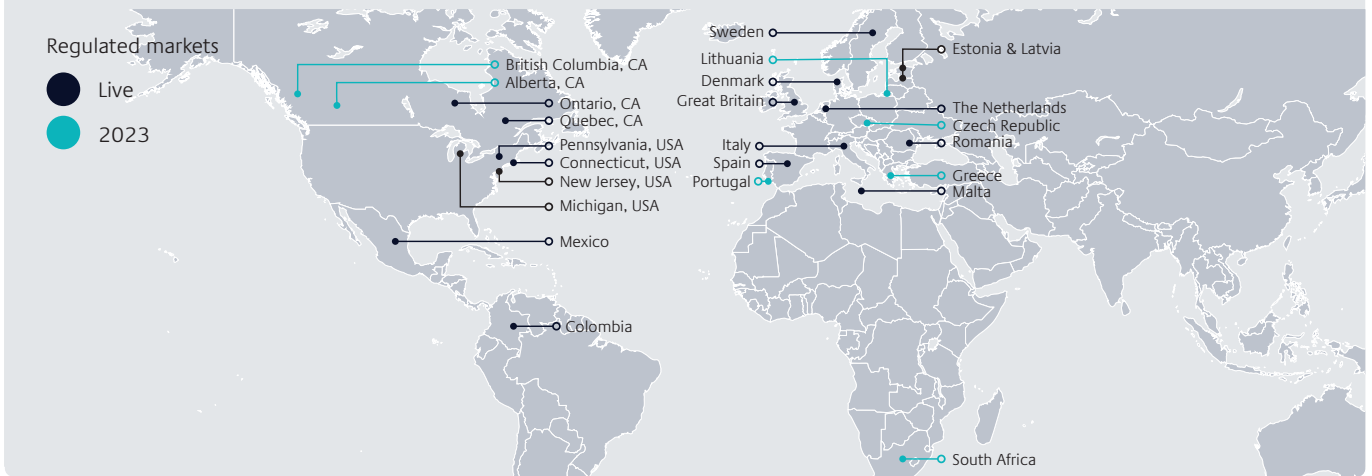 Regulated markets
Live
2023
British Columbia, CA
Alberta, CA
Ontario, CA
Quebec, CA
Pennsylvania, USA
Connecticut, USA
New Jersey, USA
Michigan, USA
Mexico
Colombia
Sweden
Lithuania
Denmark
Great Britain
Italy
Spain
Portugal
Estonia & Latvia
The Netherlands
Czech Republic
Romania
Greece
Malta
South Africa